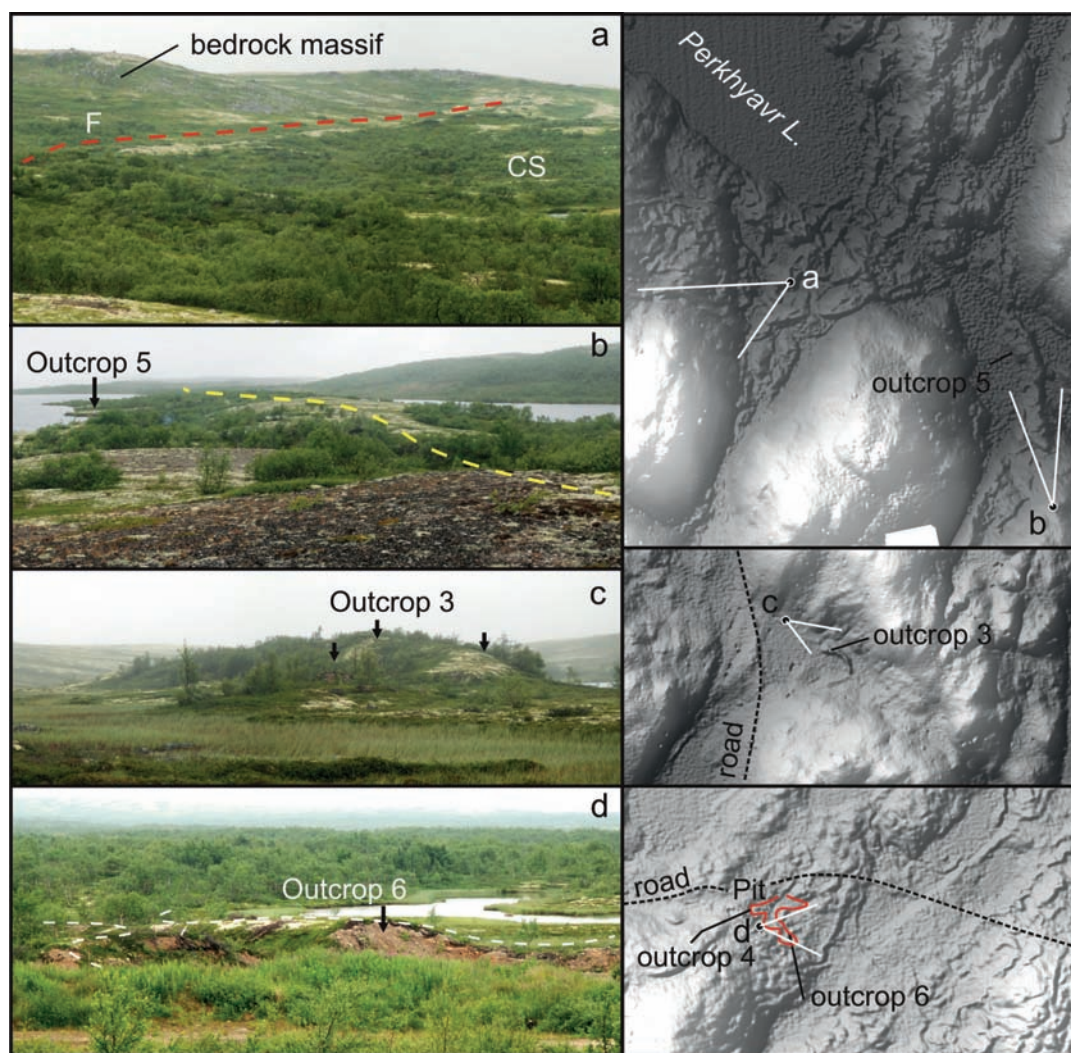 a
bedrock massif
F
CS
b
Outcrop 5
c
Outcrop 3
d
Outcrop 6
Perkhyavr L.
a
outcrop 5
b
c
outcrop 3
road
road
Pit
d
outcrop 4
outcrop 6